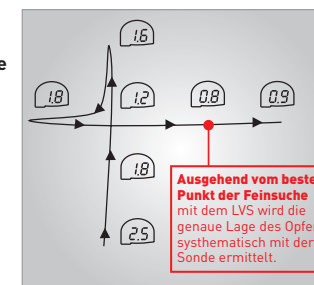 e
1.6
1.8 1.2 0.8 0.9
1.8
2.5
Ausgehend vom beste
Punkt der Feinsuche
mit dem LVS wird die
genaue Lage des Opfe
systhematisch mit der
Sonde ermittelt.